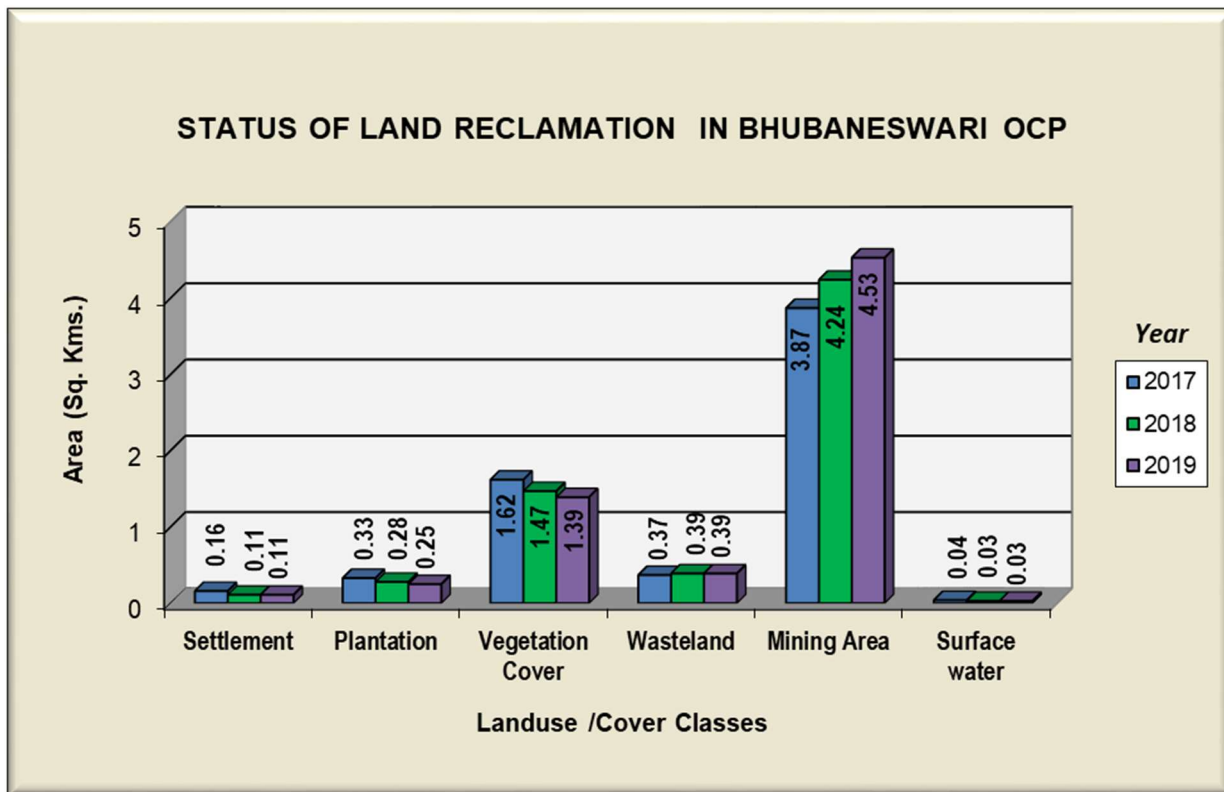 STATUS OF LAND RECLAMATION IN BHUBANESWARI OCP
Area (Sq. Kms.)
5
4
3
2
1
0
0.16
0.11
0.11
0.33
0.28
0.25
1.62
1.47
1.39
0.37
0.39
0.39
3.87
4.24
4.53
0.04
0.03
0.03
Settlement
Plantation
Vegetation
Cover
Wasteland
Mining Area
Surface
water
Landuse /Cover Classes
Year
2017
2018
2019